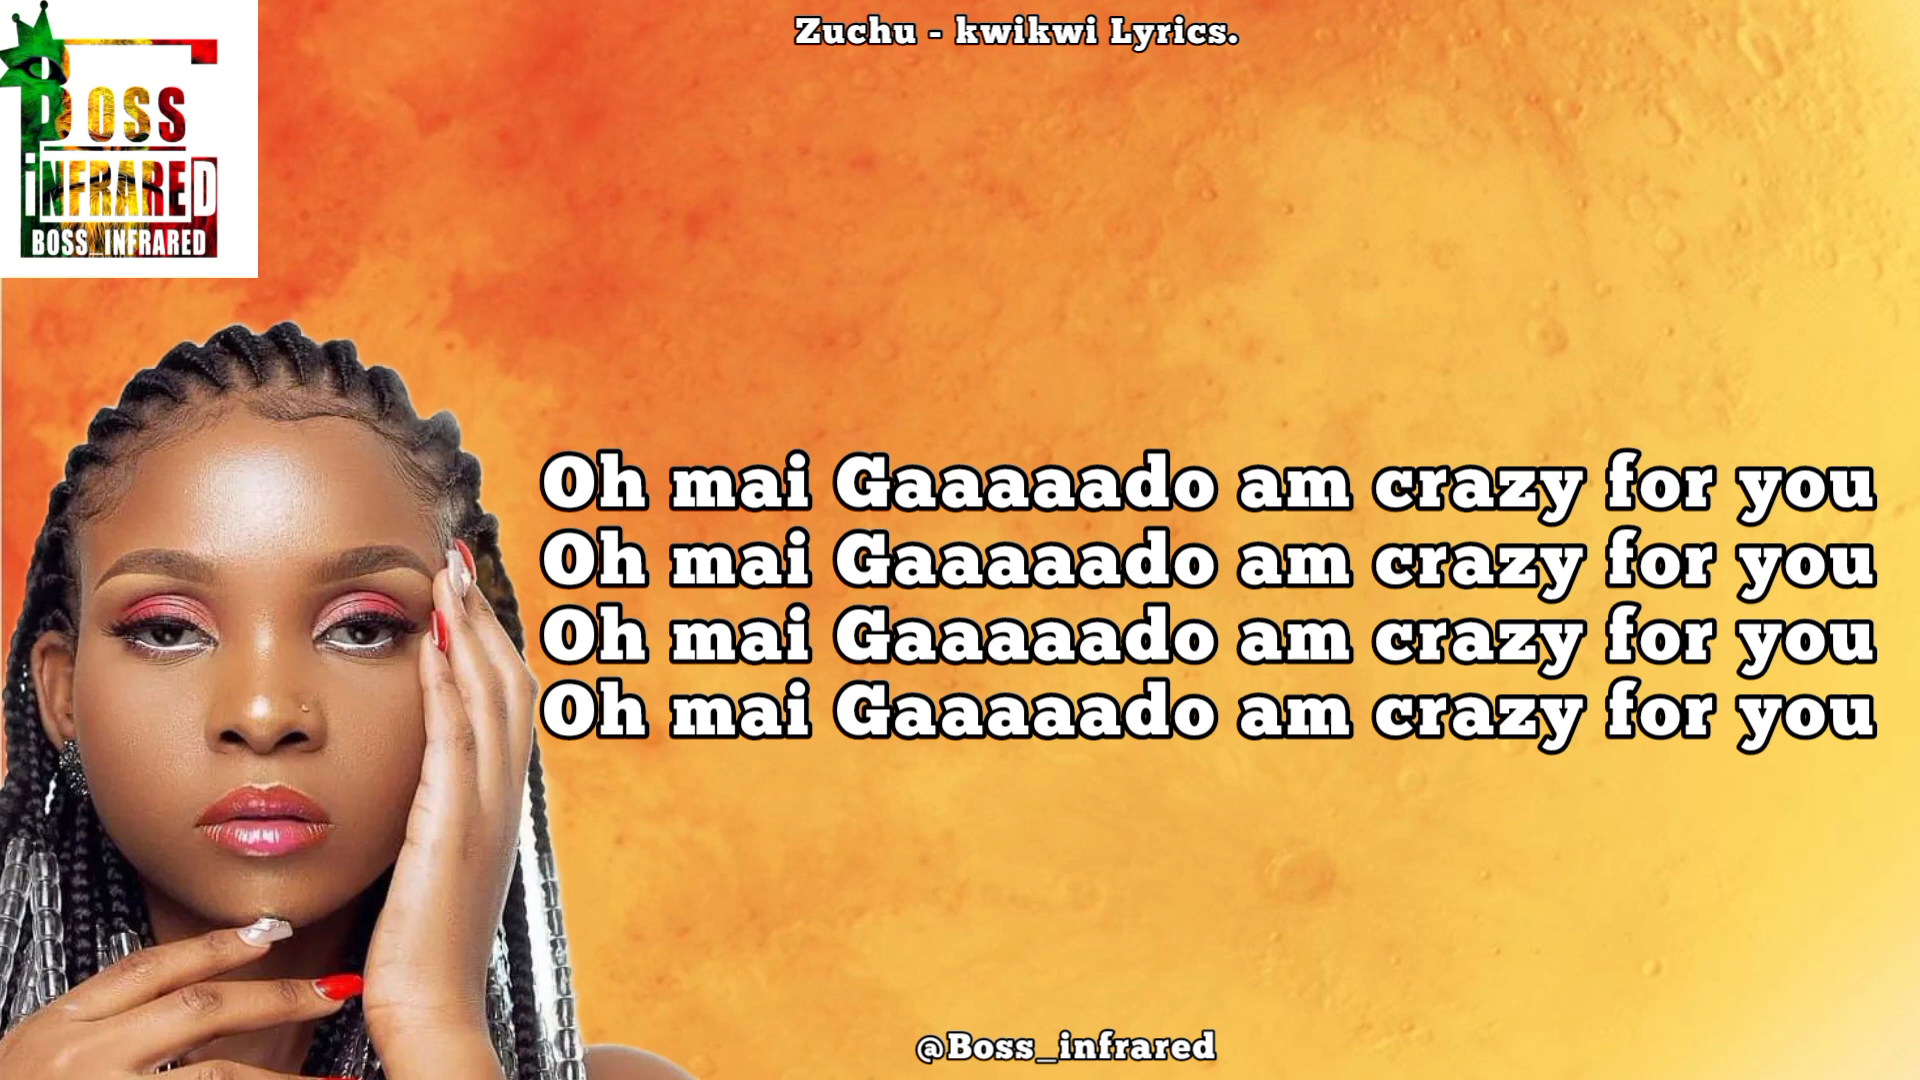 Zuchu - kwikwi Lyrics.
BOSS
iNFRARED
BOSS_INFRARED
Oh mai Gaaaaado am crazy for you
Oh mai Gaaaaado am crazy for you
Oh mai Gaaaaado am crazy for you
Oh mai Gaaaaado am crazy for you
@Boss_infrared